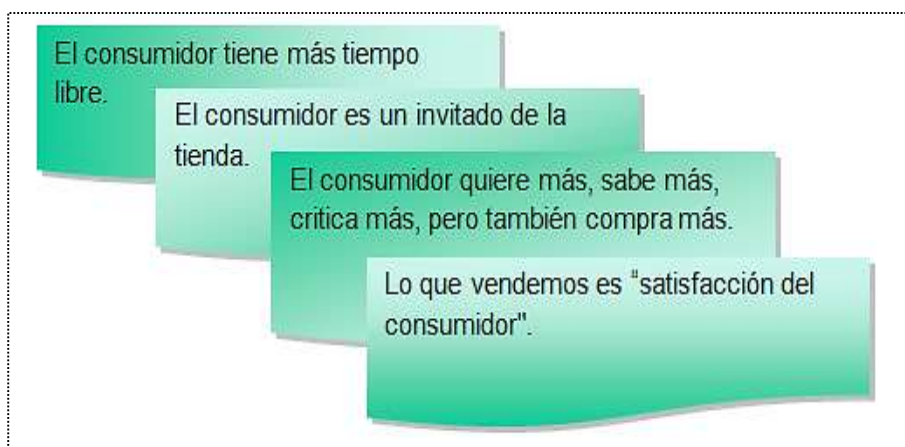 El consumidor tiene más tiempo
libre.
El consumidor es un invitado de la
tienda.
El consumidor quiere más, sabe más,
critica más, pero también compra más.
Lo que vendemos es “satisfacción del
consumidor".